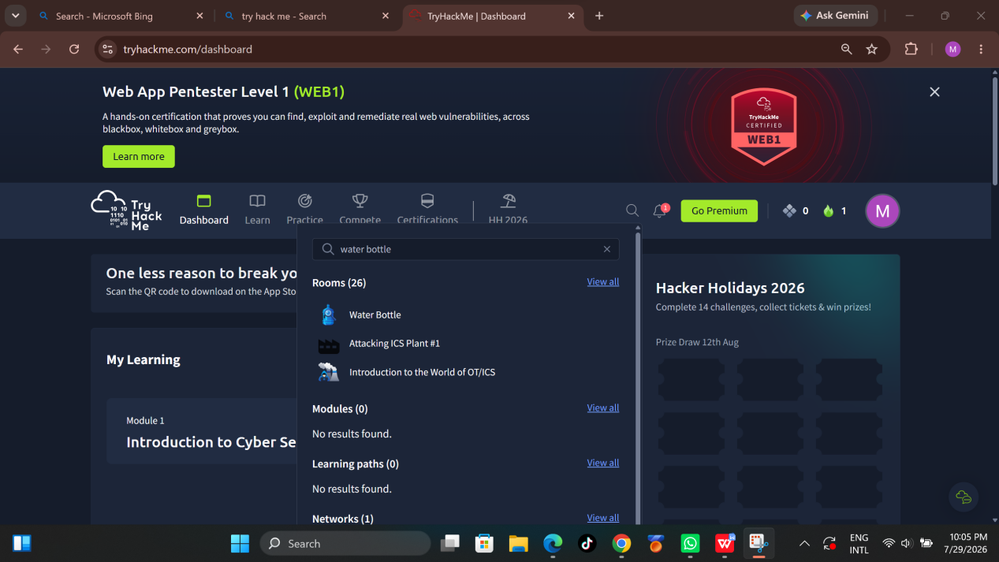 Search - Microsoft Bing
try hack me - Search
TryHackMe | Dashboard
Ask Gemini
tryhackme.com/dashboard
M
Web App Pentester Level 1 (WEB1)
A hands-on certification that proves you can find, exploit and remediate real web vulnerabilities, across
blackbox, whitebox and greybox.
Learn more
TryHackMe
CERTIFIED
WEB1
Try
Hack
Me
10 10
1110
0101 01
010
Dashboard
Learn
Practice
Compete
Certifications
HH 2026
1
Go Premium
0
1
M
water bottle
One less reason to break yo
Scan the QR code to download on the App Sto
Rooms (26)
View all
Water Bottle
Attacking ICS Plant #1
Introduction to the World of OT/ICS
Hacker Holidays 2026
Complete 14 challenges, collect tickets & win prizes!
Prize Draw 12th Aug
My Learning
Module 1
Introduction to Cyber Se
Modules (0)
View all
No results found.
Learning paths (0)
View all
No results found.
Networks (1)
View all
Search
W
ENG
INTL
10:05 PM
7/29/2026